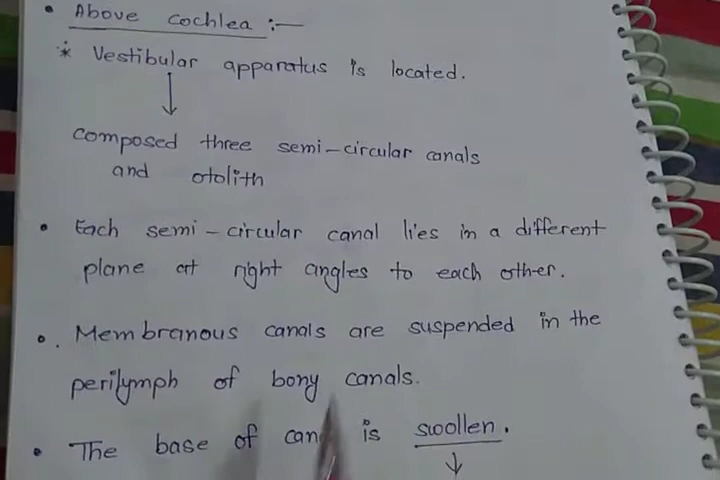 • Above cochlea :—
* Vestibular apparatus is located.
↓
composed three semi-circular canals
and otolith
• Each semi-circular canal lies in a different
plane at right angles to each other.
• Membranous canals are suspended in the
perilymph of bony canals.
• The base of is swollen.
↓